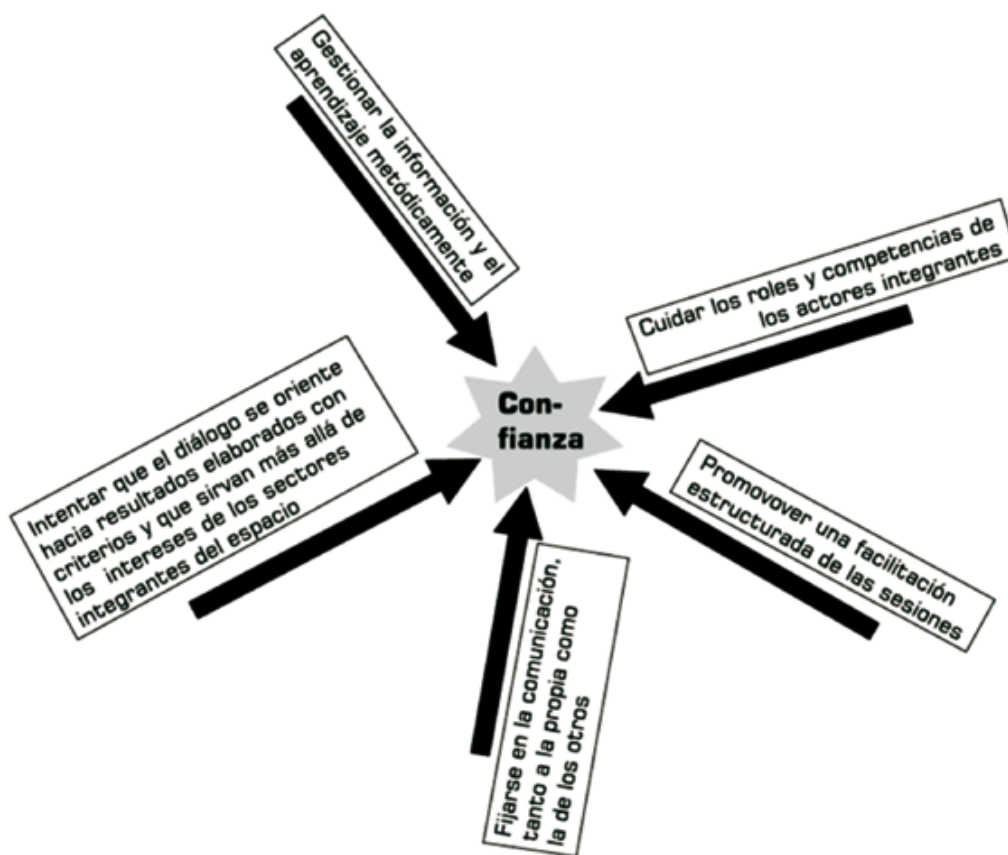 Gestionar la información y el
aprendizaje metódicamente
Cuidar los roles y competencias de
los actores integrantes
Con-
fianza
Intentar que el diálogo se oriente
hacia resultados elaborados con
criterios y que sirvan más allá de
los intereses de los sectores
integrantes del espacio
Promovover una facilitación
estructurada de las sesiones
Fijarse en la comunicación,
tanto a la propia como
la de los otros